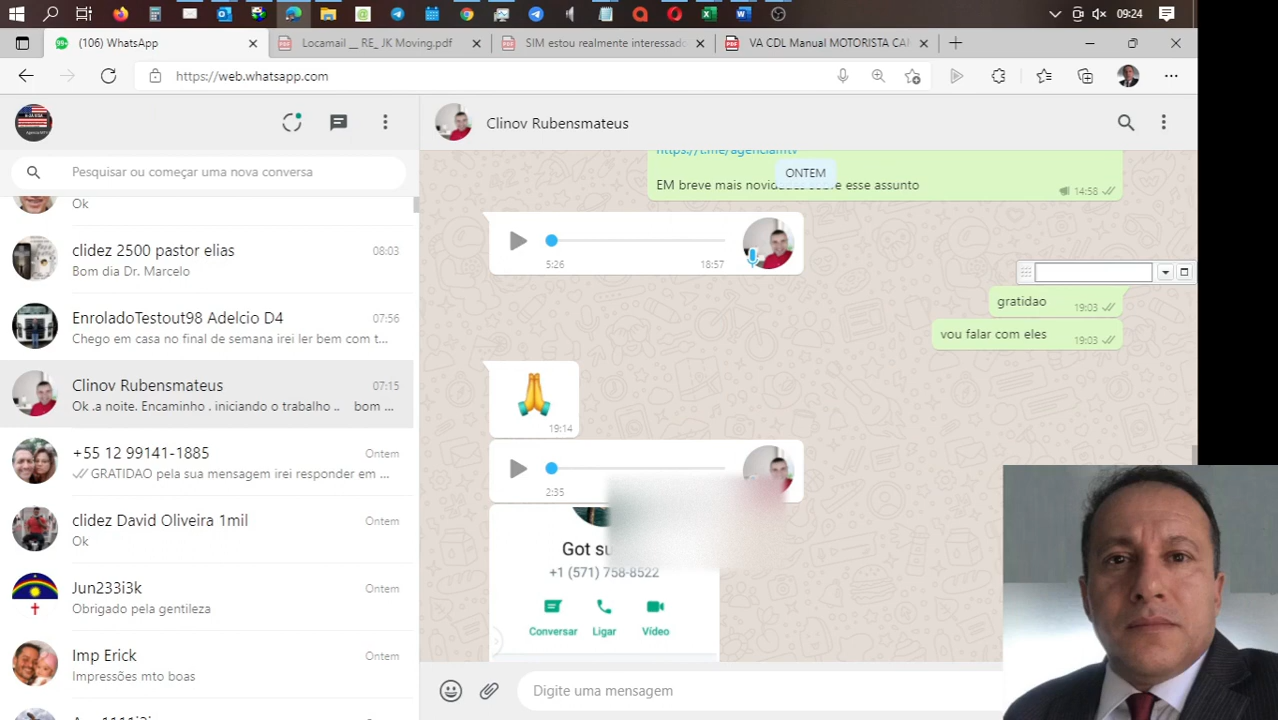 09:24
(106) WhatsApp
Locamail __ RE_ JK Moving.pdf
SIM estou realmente interessado
VA CDL Manual MOTORISTA CA
https://web.whatsapp.com
Clinov Rubensmateus
Pesquisar ou começar uma nova conversa
Ok
clidez 2500 pastor elias
08:03
Bom dia Dr. Marcelo
EnroladoTestout98 Adelcio D4
07:56
Chego em casa no final de semana irei ler bem com t...
Clinov Rubensmateus
07:15
Ok .a noite. Encaminho . iniciando o trabalho .. bom ...
+55 12 99141-1885
Ontem
GRATIDAO pela sua mensagem irei responder em ...
clidez David Oliveira 1mil
Ontem
Ok
Jun233i3k
Ontem
Obrigado pela gentileza
Imp Erick
Ontem
Impressões mto boas
https://t.me/agenciamtv
ONTEM
EM breve mais novidades sobre esse assunto
14:58
5:26
18:57
gratidao
19:03
vou falar com eles
19:03
19:14
2:35
Got su
+1 (571) 758-8522
Conversar
Ligar
Vídeo
Digite uma mensagem